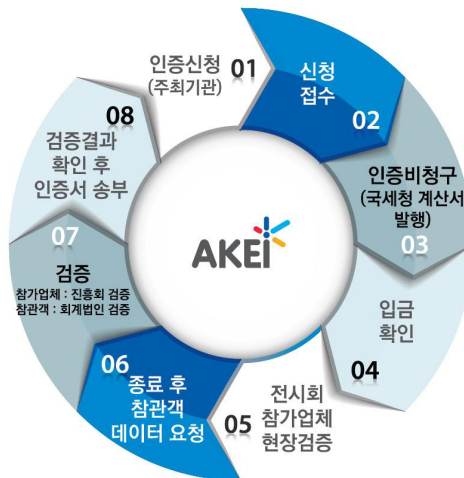 01
인증신청
(주최기관)
신청
접수
02
인증비청구
(국세청 계산서
발행)
03
입금
확인
04
전시회
참가업체
현장검증
05
06
종료 후
참관객
데이터 요청
07
검증
참가업체 : 진흥회 검증
참관객 : 회계법인 검증
08
검증결과
확인 후
인증서 송부
AKEi